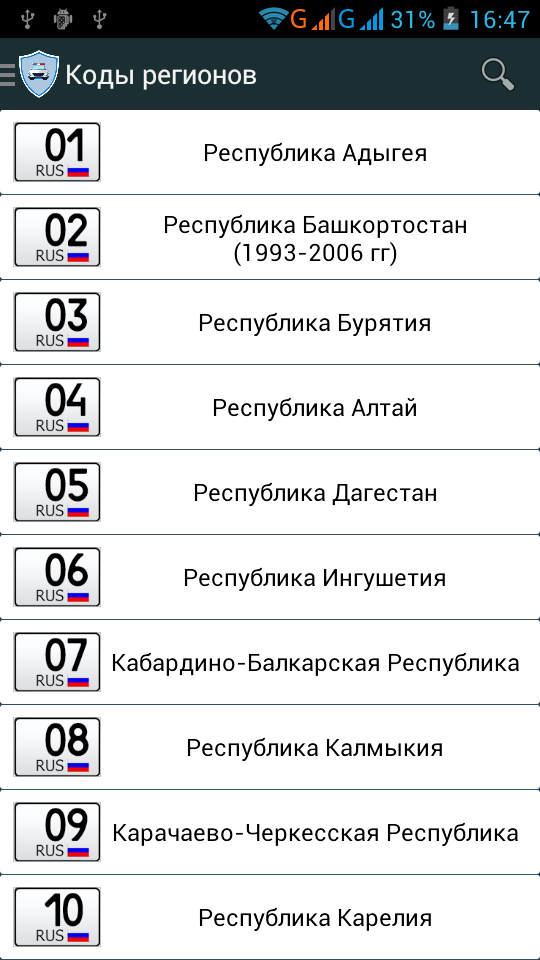 G G 31% 16:47
Коды регионов
01
RUS
Республика Адыгея
02
RUS
Республика Башкортостан
(1993-2006 гг)
03
RUS
Республика Бурятия
04
RUS
Республика Алтай
05
RUS
Республика Дагестан
06
RUS
Республика Ингушетия
07
RUS
Кабардино-Балкарская Республика
08
RUS
Республика Калмыкия
09
RUS
Карачаево-Черкесская Республика
10
RUS
Республика Карелия